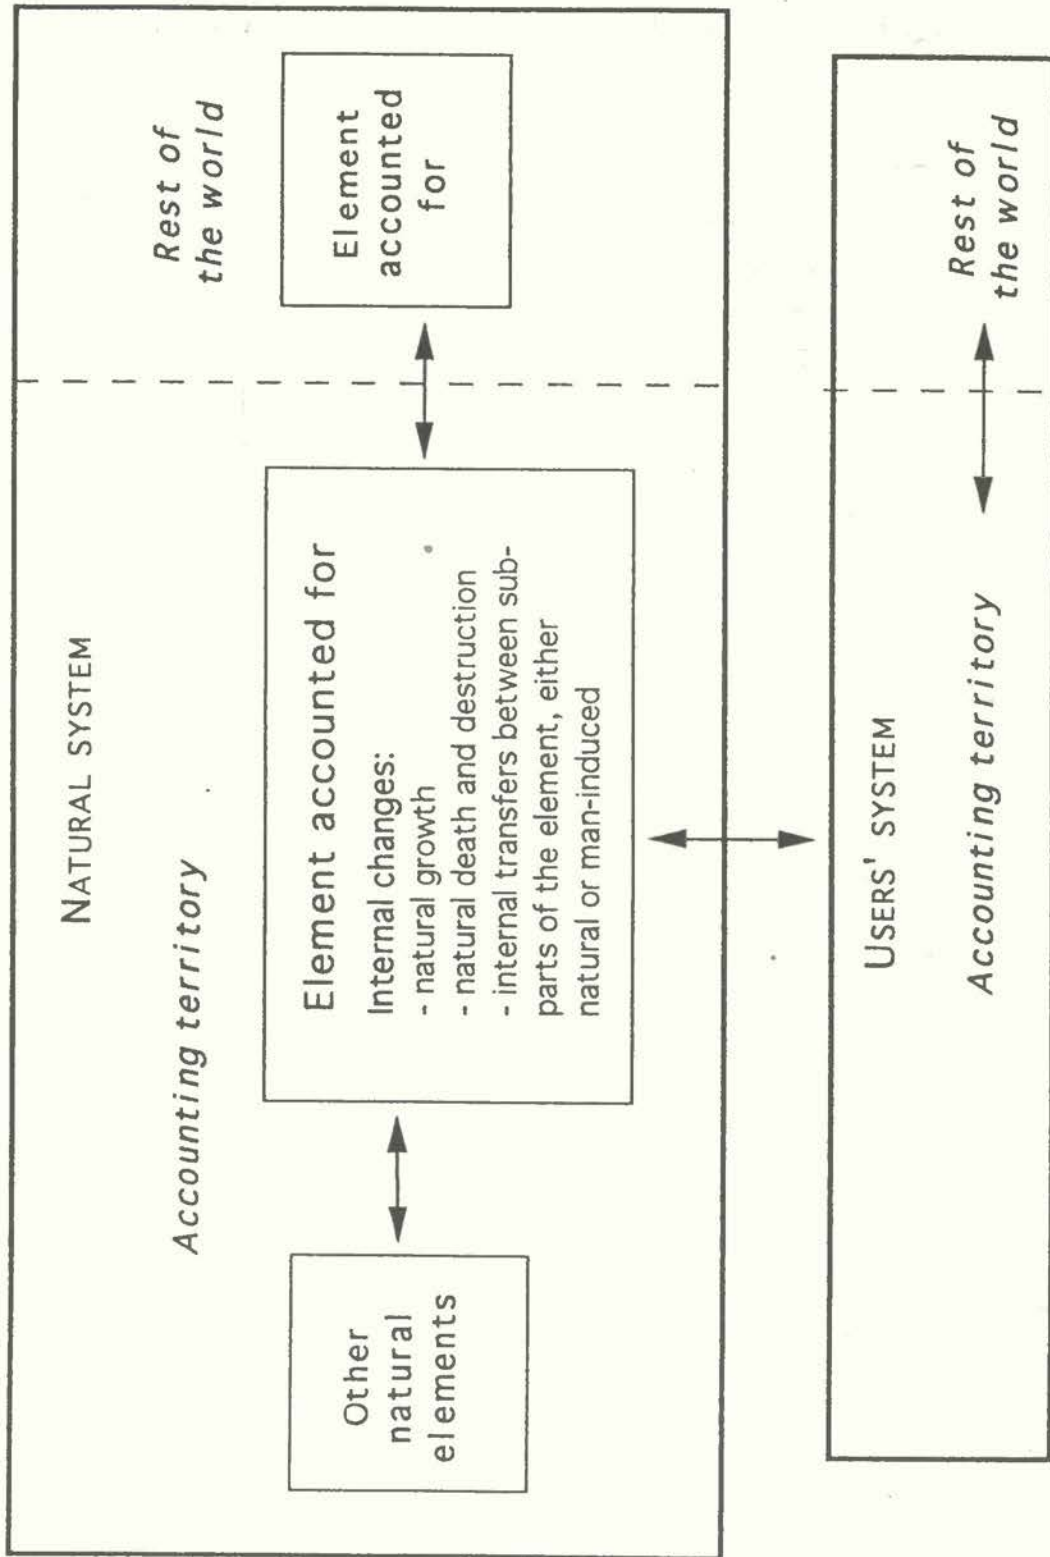 NATURAL SYSTEM
Accounting territory
Rest of
the world
Other
natural
elements
Element accounted for
Internal changes:
- natural growth
- natural death and destruction
- internal transfers between sub-
parts of the element, either
natural or man-induced
Element
accounted
for
USERS' SYSTEM
Accounting territory
Rest of
the world